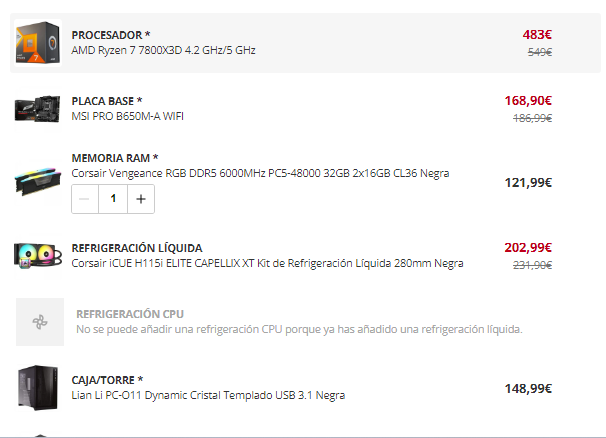 PROCESADOR *
AMD Ryzen 7 7800X3D 4.2 GHz/5 GHz
483€
549€
PLACA BASE *
MSI PRO B650M-A WIFI
168,90€
186,99€
MEMORIA RAM *
Corsair Vengeance RGB DDR5 6000MHz PC5-48000 32GB 2x16GB CL36 Negra
121,99€
— 1 +
REFRIGERACIÓN LÍQUIDA
Corsair iCUE H115i ELITE CAPELLIX XT Kit de Refrigeración Líquida 280mm Negra
202,99€
231,90€
REFRIGERACIÓN CPU
No se puede añadir una refrigeración CPU porque ya has añadido una refrigeración líquida.
CAJA/TORRE *
Lian Li PC-O11 Dynamic Cristal Templado USB 3.1 Negra
148,99€